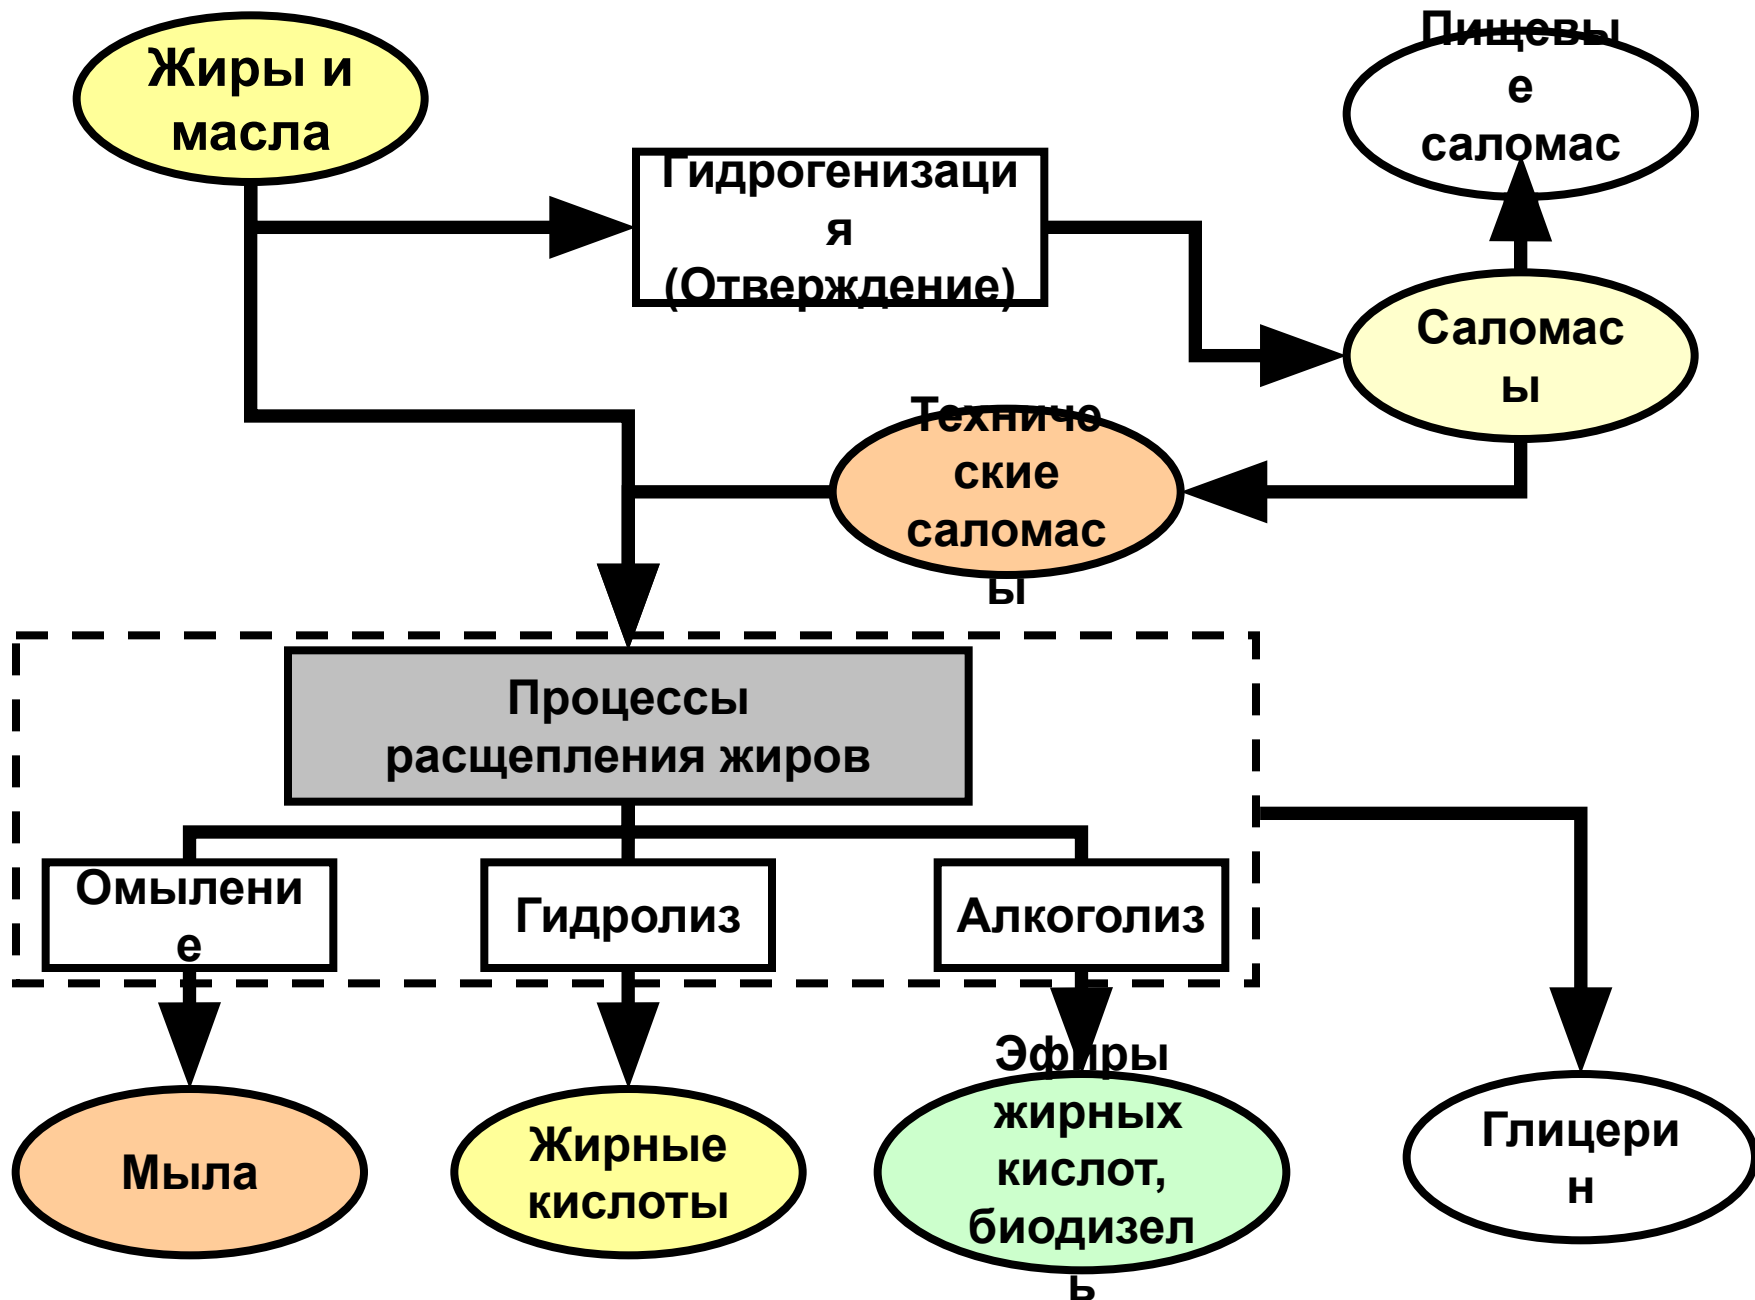 Жиры и
масла
Пищевы
е
саломас
Гидрогенизаци
я
(Отверждение)
Саломас
ы
Техниче
ские
саломас
ы
Процессы
расщепления жиров
Омылени
е
Гидролиз
Алкоголиз
Мыла
Жирные
кислоты
Эфиры
жирных
кислот,
биодизел
ь
Глицери
н